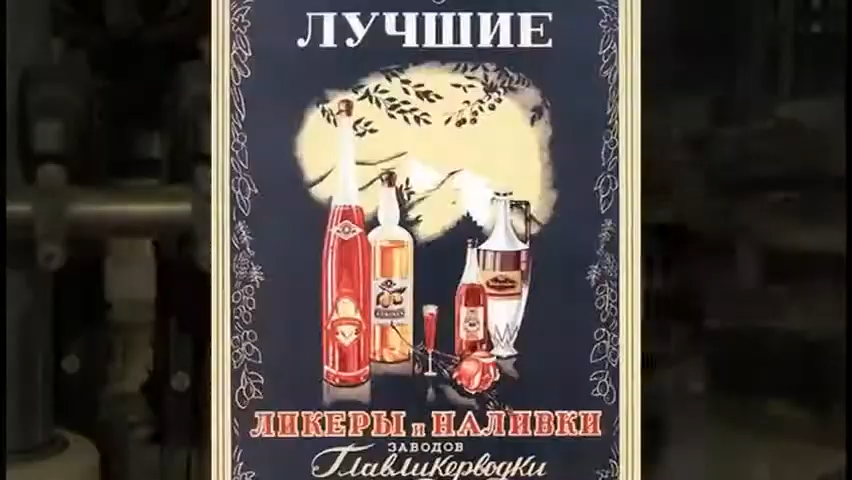 ЛУЧШИЕ
ЛИКЕРЫ и НАЛИВКИ
ЗАВОДОВ
Главликерводки